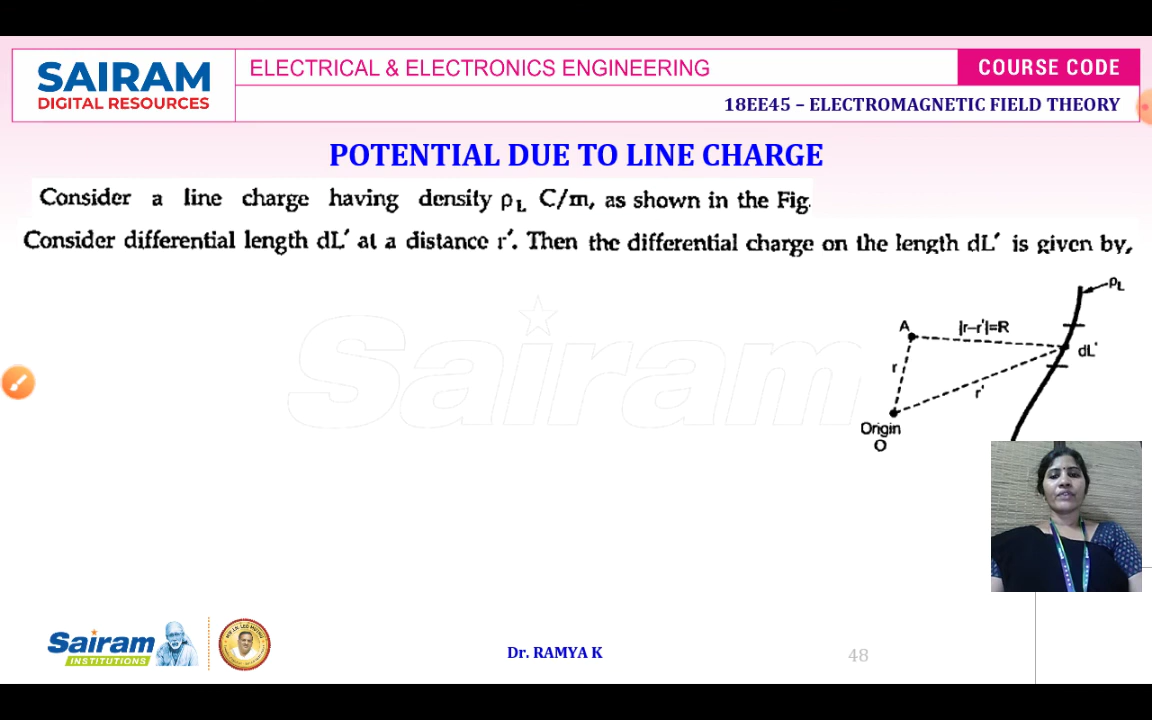 SAIRAM
DIGITAL RESOURCES
ELECTRICAL & ELECTRONICS ENGINEERING
COURSE CODE
18EE45 – ELECTROMAGNETIC FIELD THEORY
POTENTIAL DUE TO LINE CHARGE
Consider a line charge having density ρL C/m, as shown in the Fig.
Consider differential length dL′ at a distance r′. Then the differential charge on the length dL′ is given by,
Sairam
ρL
A
|r–r′|=R
dL′
r
r′
Origin
O
Sairam
INSTITUTIONS
Dr. RAMYA K
48